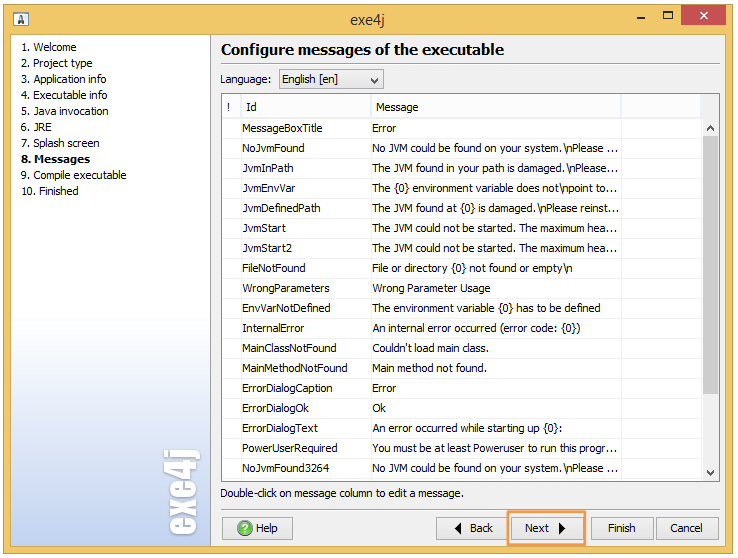 exe4j
1. Welcome
2. Project type
3. Application info
4. Executable info
5. Java invocation
6. JRE
7. Splash screen
8. Messages
9. Compile executable
10. Finished
exe4j
Configure messages of the executable
Language: English [en]
! Id Message
MessageBoxTitle Error
NoJvmFound No JVM could be found on your system.\nPlease ...
JvmInPath The JVM found in your path is damaged.\nPlease...
JvmEnvVar The {0} environment variable does not\npoint to...
JvmDefinedPath The JVM found at {0} is damaged.\nPlease reinst...
JvmStart The JVM could not be started. The maximum hea...
JvmStart2 The JVM could not be started. The maximum hea...
FileNotFound File or directory {0} not found or empty\n
WrongParameters Wrong Parameter Usage
EnvVarNotDefined The environment variable {0} has to be defined
InternalError An internal error occurred (error code: {0})
MainClassNotFound Couldn't load main class.
MainMethodNotFound Main method not found.
ErrorDialogCaption Error
ErrorDialogOk Ok
ErrorDialogText An error occurred while starting up {0}:
PowerUserRequired You must be at least Poweruser to run this progr...
NoJvmFound3264 No JVM could be found on your system.\nPlease ...
Double-click on message column to edit a message.
? Help Back Next Finish Cancel